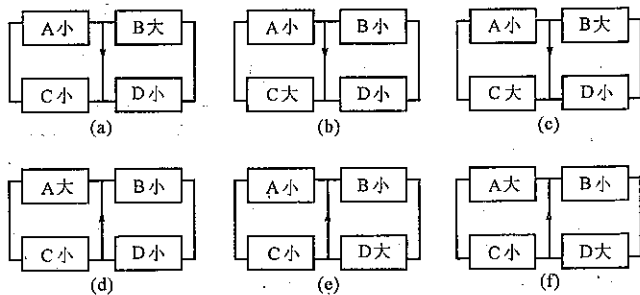 A小 B大 A小 B小 A小 B大
C小 D小 C大 D小 C大 D小
(a) (b) (c)
A大 B小 A小 B小 A大 B小
C小 D小 C小 D大 C小 D大
(d) (e) (f)